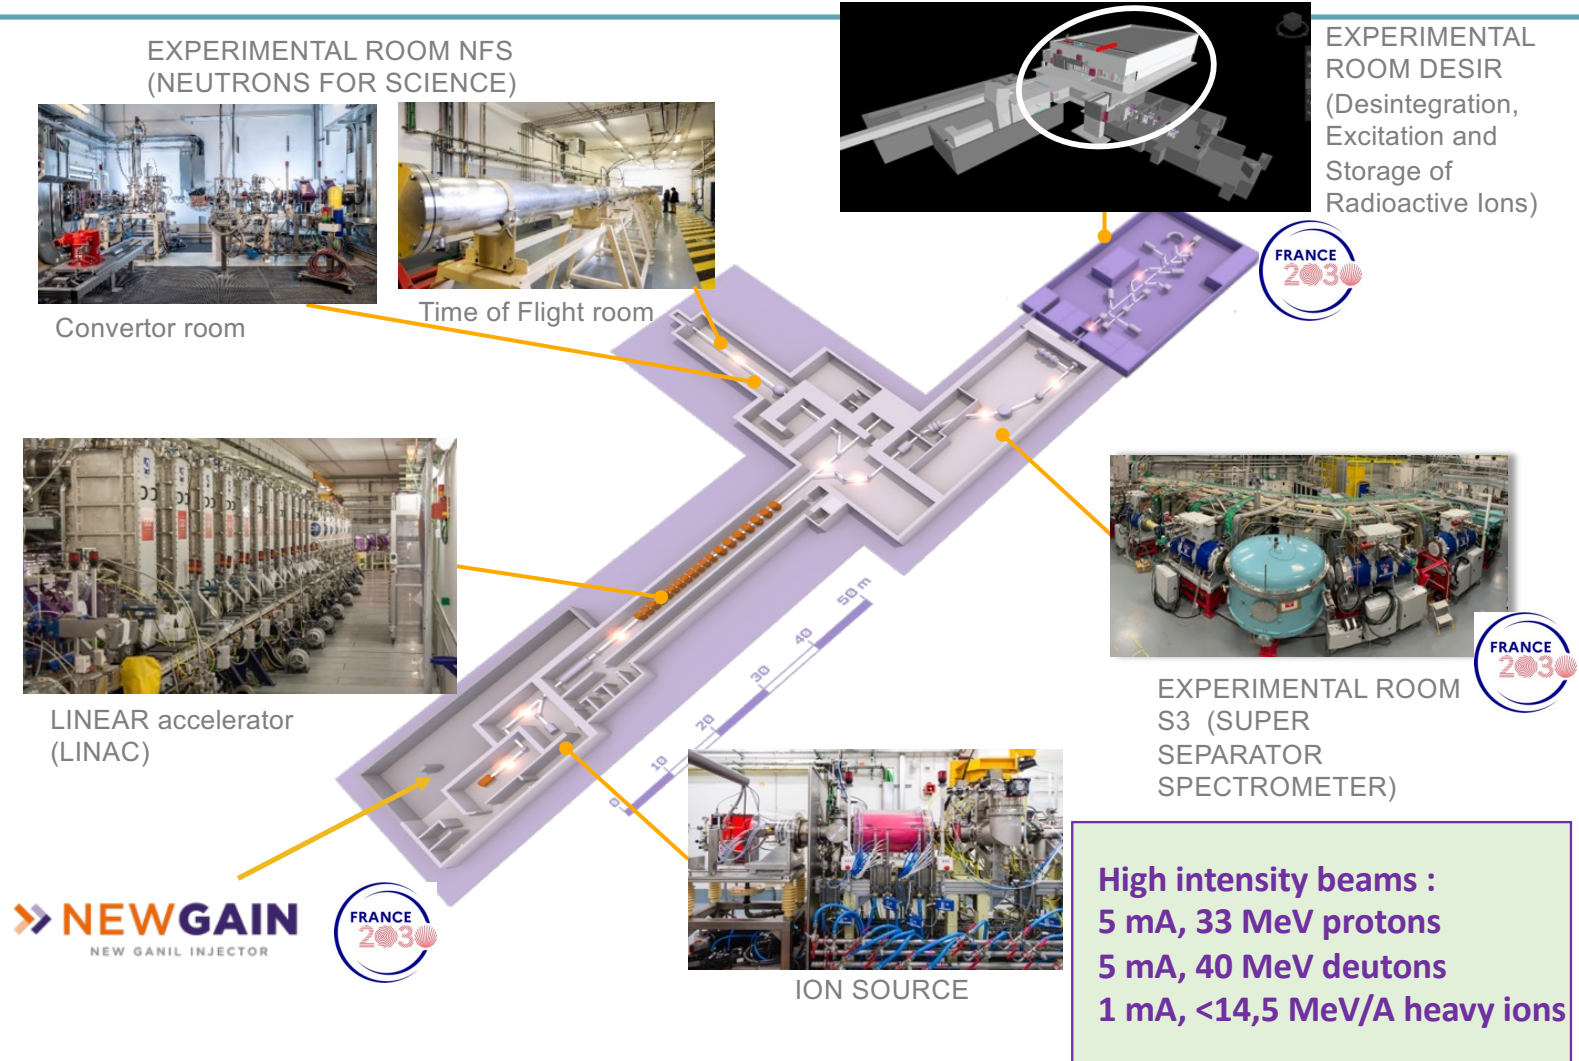 EXPERIMENTAL ROOM NFS
(NEUTRONS FOR SCIENCE)
EXPERIMENTAL
ROOM DESIR
(Desintegration,
Excitation and
Storage of
Radioactive Ions)
FRANCE
2030
Convertor room
Time of Flight room
LINEAR accelerator
(LINAC)
0 10 20 30 40 50 m
FRANCE
2030
EXPERIMENTAL ROOM
S3 (SUPER
SEPARATOR
SPECTROMETER)
NEWGAIN
NEW GANIL INJECTOR
FRANCE
2030
ION SOURCE
High intensity beams :
5 mA, 33 MeV protons
5 mA, 40 MeV deutons
1 mA, <14,5 MeV/A heavy ions